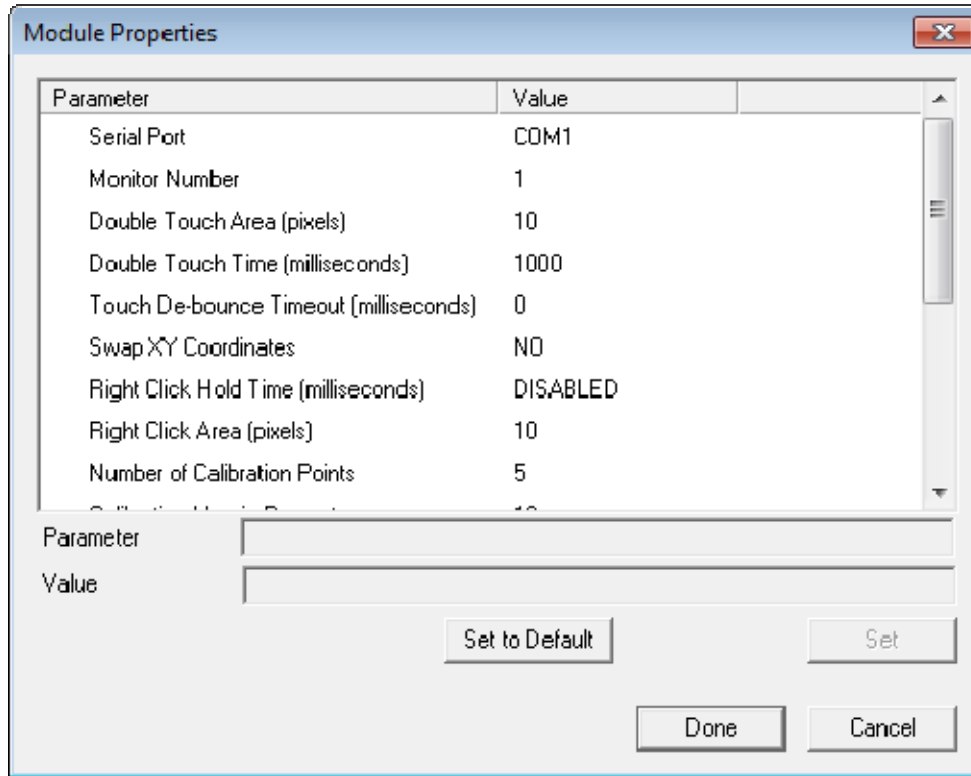 Module Properties
Parameter Value
Serial Port COM1
Monitor Number 1
Double Touch Area (pixels) 10
Double Touch Time (milliseconds) 1000
Touch De-bounce Timeout (milliseconds) 0
Swap XY Coordinates NO
Right Click Hold Time (milliseconds) DISABLED
Right Click Area (pixels) 10
Number of Calibration Points 5
Parameter
Value
Set to Default Set
Done Cancel